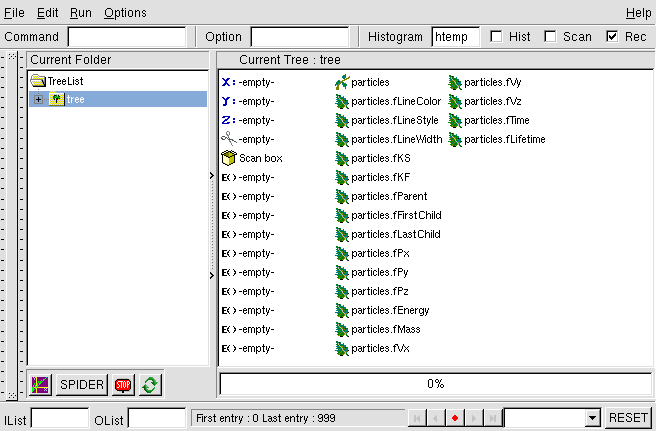 File Edit Run Options Help
Command Option Histogram htemp Hist Scan Rec
Current Folder
TreeList
tree
Current Tree : tree
X: -empty- particles particles.fVy
Y: -empty- particles.fLineColor particles.fVz
Z: -empty- particles.fLineStyle particles.fTime
-empty- particles.fLineWidth particles.fLifetime
Scan box particles.fKS
E() -empty- particles.fKF
E() -empty- particles.fParent
E() -empty- particles.fFirstChild
E() -empty- particles.fLastChild
E() -empty- particles.fPx
E() -empty- particles.fPy
E() -empty- particles.fPz
E() -empty- particles.fEnergy
E() -empty- particles.fMass
E() -empty- particles.fVx
SPIDER STOP
0%
IList OList First entry : 0 Last entry : 999 RESET